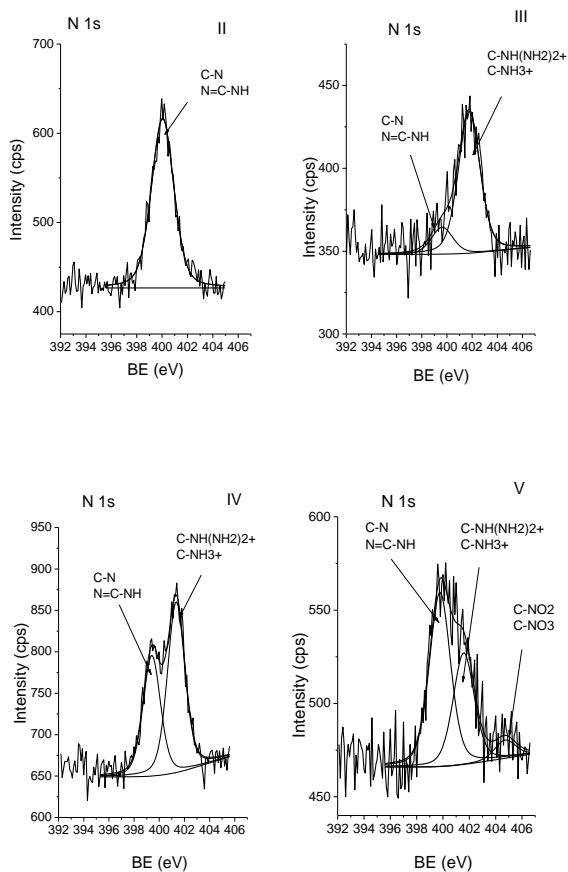 N 1s
II
700
600
500
400
C-N
N=C-NH
Intensity (cps)
392 394 396 398 400 402 404 406
BE (eV)
N 1s
III
450
400
350
300
C-NH(NH2)2+
C-NH3+
C-N
N=C-NH
Intensity (cps)
392 394 396 398 400 402 404 406
BE (eV)
N 1s
IV
950
900
850
800
750
700
650
600
C-NH(NH2)2+
C-NH3+
C-N
N=C-NH
Intensity (cps)
392 394 396 398 400 402 404 406
BE (eV)
N 1s
V
600
550
500
450
C-N
N=C-NH
C-NH(NH2)2+
C-NH3+
C-NO2
C-NO3
Intensity (cps)
392 394 396 398 400 402 404 406
BE (eV)